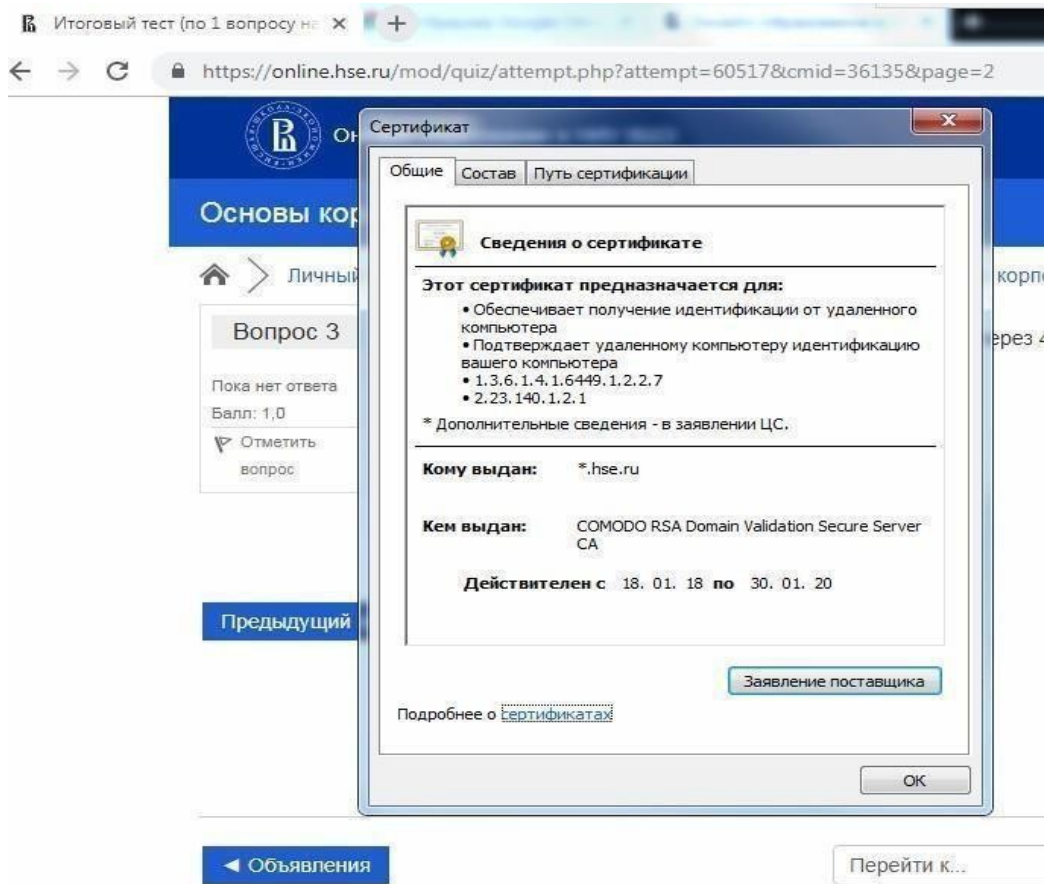 Итоговый тест (по 1 вопросу на
https://online.hse.ru/mod/quiz/attempt.php?attempt=60517&cmid=36135&page=2
Сертификат
Общие Состав Путь сертификации
Основы кор
Сведения о сертификате
Личный
корп
Этот сертификат предназначается для:
• Обеспечивает получение идентификации от удаленного
компьютера
• Подтверждает удаленному компьютеру идентификацию
вашего компьютера
• 1.3.6.1.4.1.6449.1.2.2.7
• 2.23.140.1.2.1
* Дополнительные сведения - в заявлении ЦС.
Вопрос 3
ерез 4
Пока нет ответа
Балл: 1,0
Отметить
вопрос
Кому выдан: *.hse.ru
Кем выдан: COMODO RSA Domain Validation Secure Server
CA
Действителен с 18. 01. 18 по 30. 01. 20
Предыдущий
Заявление поставщика
Подробнее о сертификатах
OK
◄ Объявления
Перейти к...